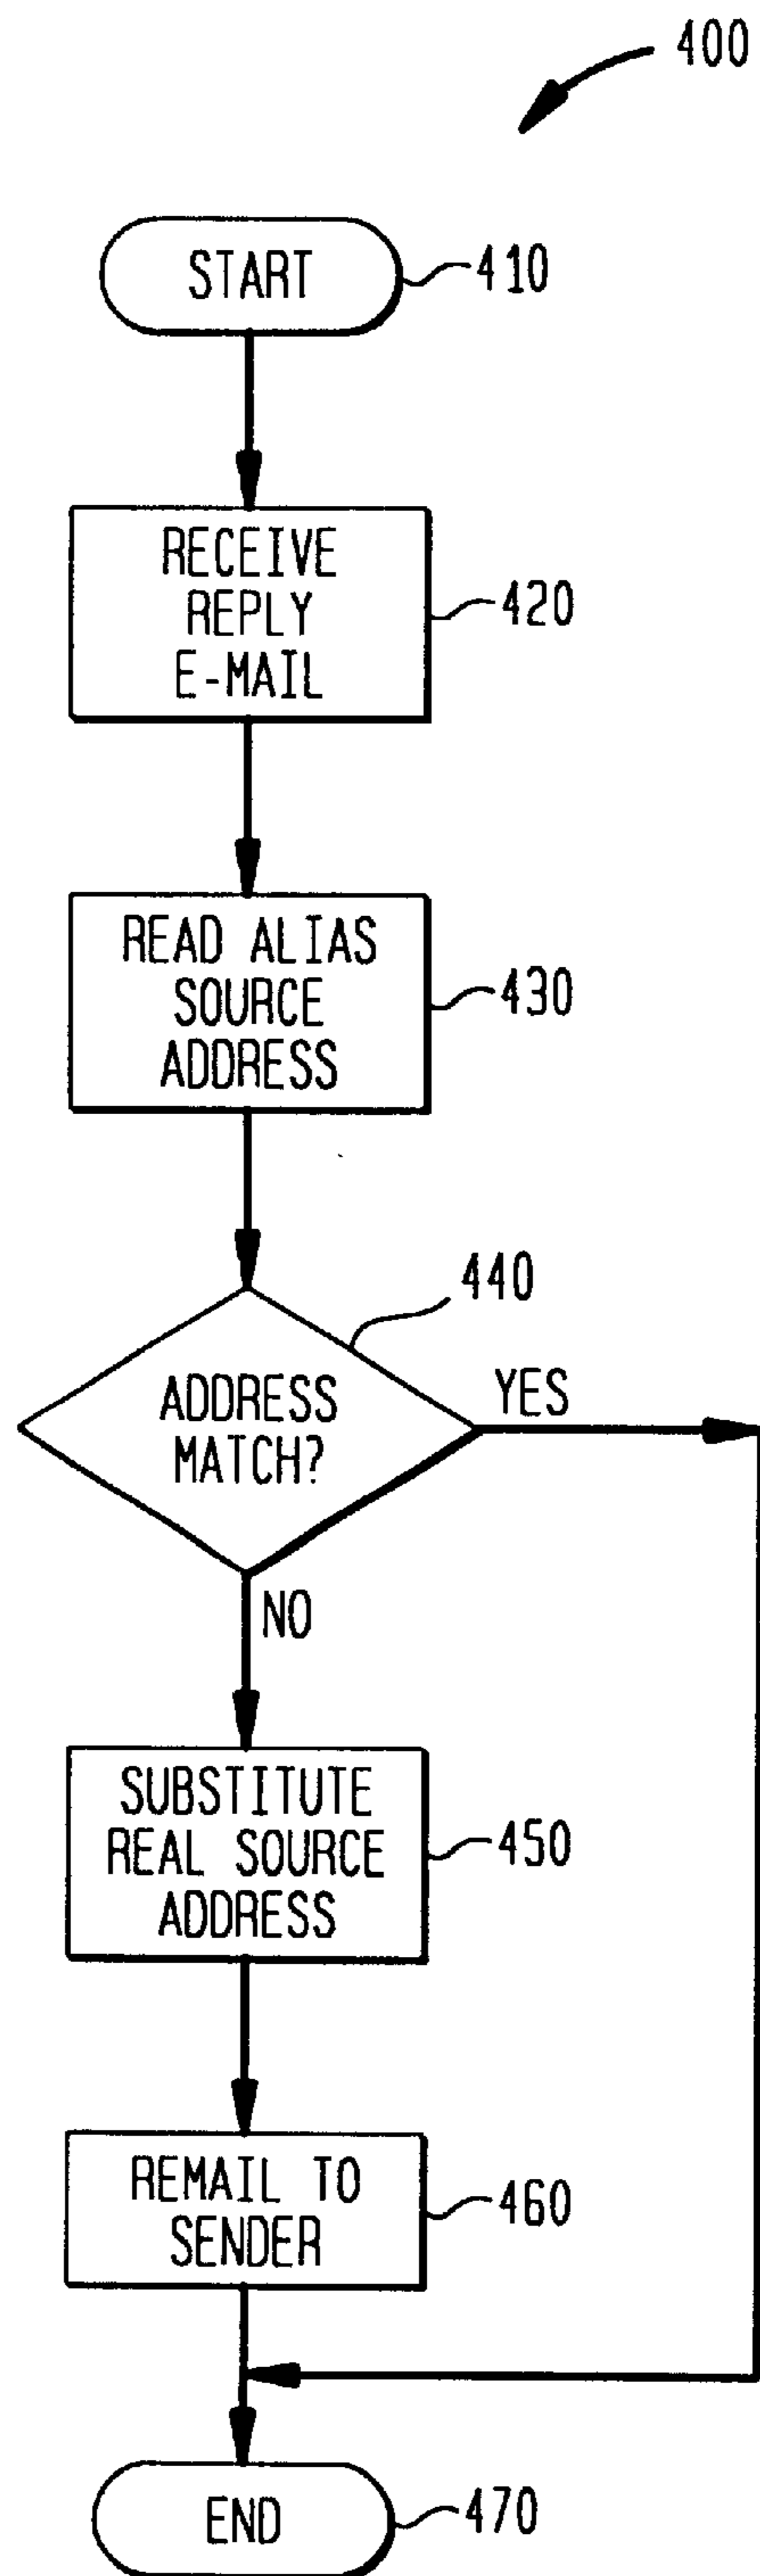 400
START
410
RECEIVE
REPLY
E-MAIL
420
READ ALIAS
SOURCE
ADDRESS
430
440
ADDRESS
MATCH?
YES
NO
SUBSTITUTE
REAL SOURCE
ADDRESS
450
REMAIL TO
SENDER
460
END
470